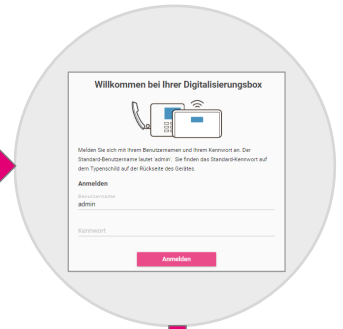 Willkommen bei Ihrer Digitalisierungsbox
Melden Sie sich mit Ihrem Benutzernamen und Ihrem Kennwort an. Der
Standard-Benutzername lautet 'admin'. Sie finden das Standard-Kennwort auf
dem Typenschild auf der Rückseite des Gerätes.
Anmelden
Benutzername
admin
Kennwort
Anmelden